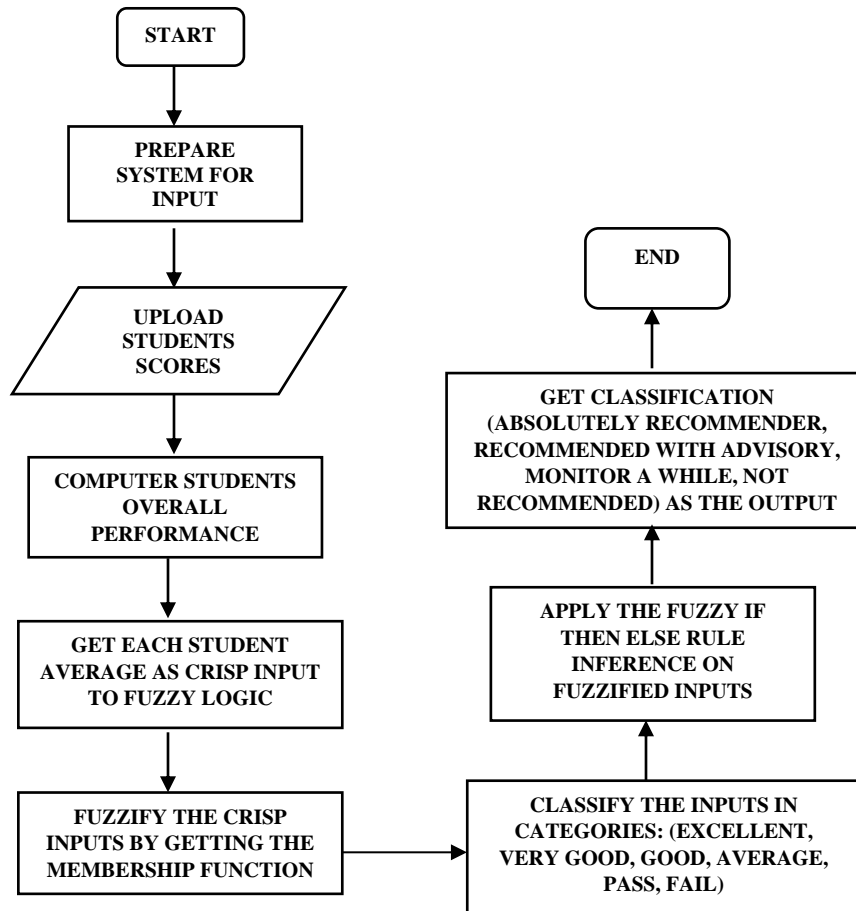 START
PREPARE
SYSTEM FOR
INPUT
UPLOAD
STUDENTS
SCORES
COMPUTER STUDENTS
OVERALL
PERFORMANCE
GET EACH STUDENT
AVERAGE AS CRISP INPUT
TO FUZZY LOGIC
FUZZIFY THE CRISP
INPUTS BY GETTING THE
MEMBERSHIP FUNCTION
CLASSIFY THE INPUTS IN
CATEGORIES: (EXCELLENT,
VERY GOOD, GOOD, AVERAGE,
PASS, FAIL)
APPLY THE FUZZY IF
THEN ELSE RULE
INFERENCE ON
FUZZIFIED INPUTS
GET CLASSIFICATION
(ABSOLUTELY RECOMMENDER,
RECOMMENDED WITH ADVISORY,
MONITOR A WHILE, NOT
RECOMMENDED) AS THE OUTPUT
END